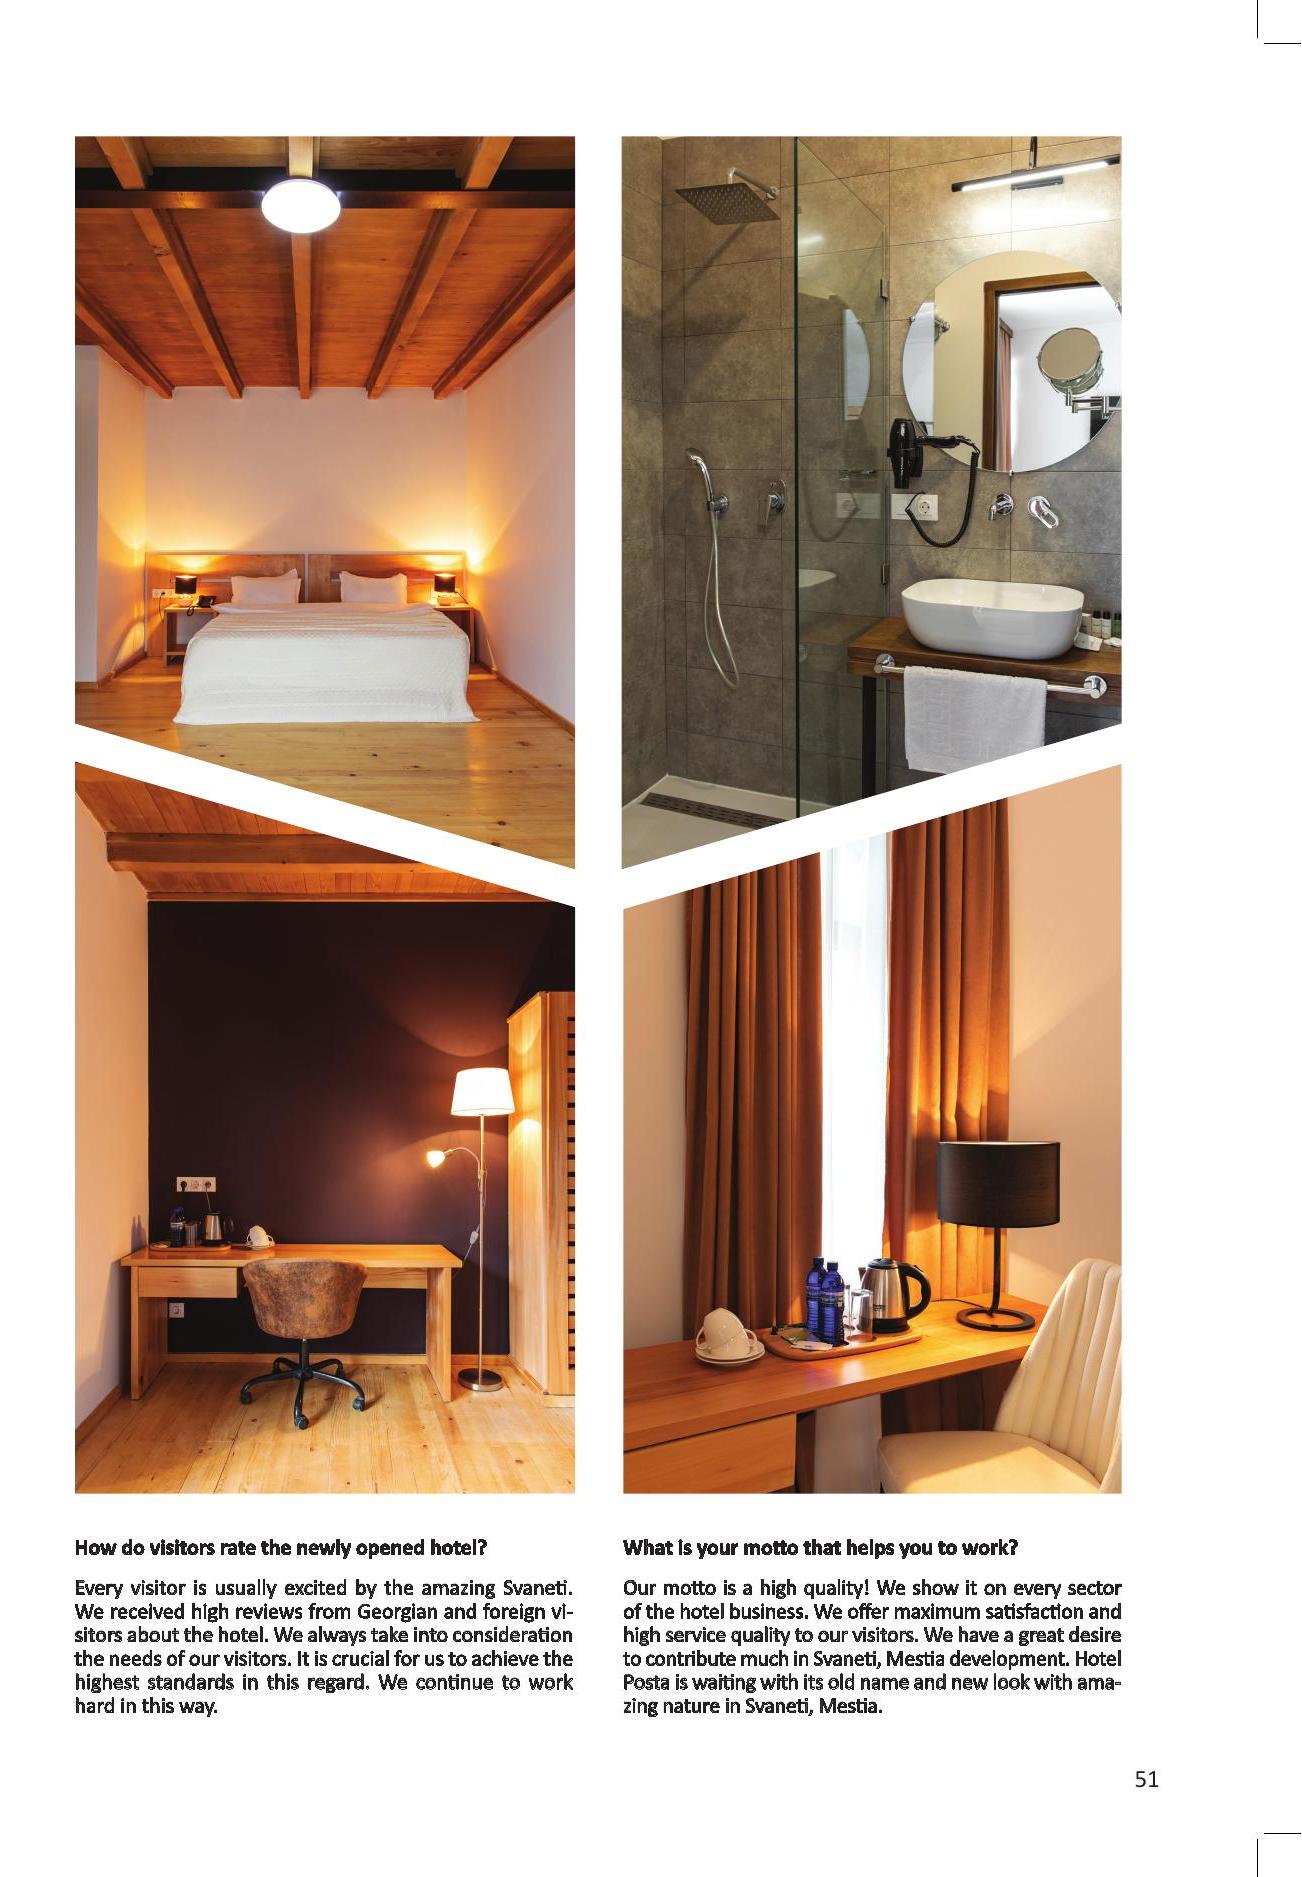 How do visitors rate the newly opened hotel?
Every visitor is usually excited by the amazing Svaneti.
We received high reviews from Georgian and foreign vi-
sitors about the hotel. We always take into consideration
the needs of our visitors. It is crucial for us to achieve the
highest standards in this regard. We continue to work
hard in this way.
What is your motto that helps you to work?
Our motto is a high quality! We show it on every sector
of the hotel business. We offer maximum satisfaction and
high service quality to our visitors. We have a great desire
to contribute much in Svaneti, Mestia development. Hotel
Posta is waiting with its old name and new look with ama-
zing nature in Svaneti, Mestia.
51